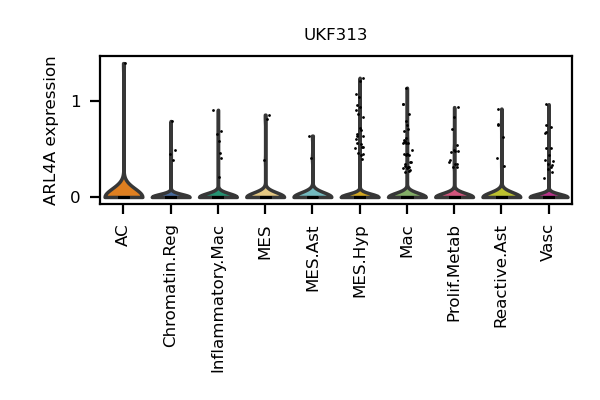 UKF313
ARL4A expression
1
0
AC
Chromatin.Reg
Inflammatory.Mac
MES
MES.Ast
MES.Hyp
Mac
Prolif.Metab
Reactive.Ast
Vasc